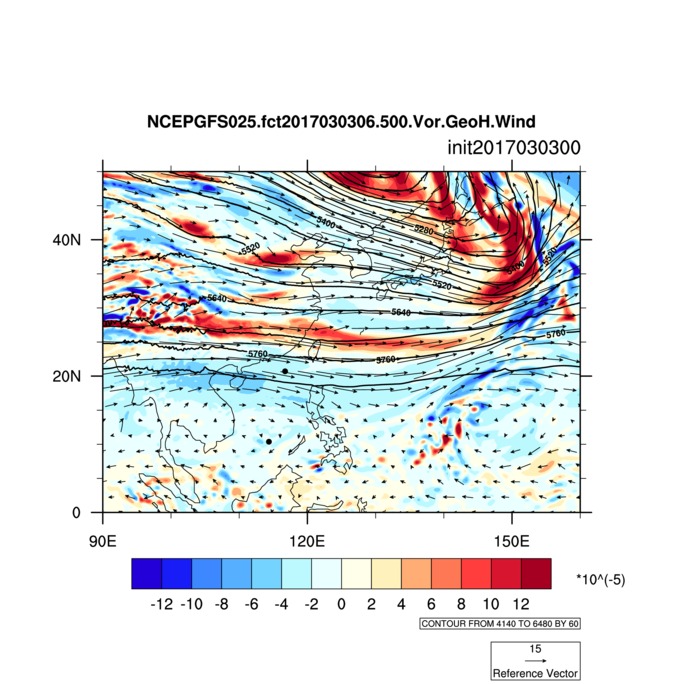 NCEPGFS025.fct2017030306.500.Vor.GeoH.Wind
init2017030300
5400
5280
40N
5520
5400
5520
5520
5640
5640
5760
5760
5760
20N
0
90E 120E 150E
-12 -10 -8 -6 -4 -2 0 2 4 6 8 10 12
*10^(-5)
CONTOUR FROM 4140 TO 6480 BY 60
15
Reference Vector